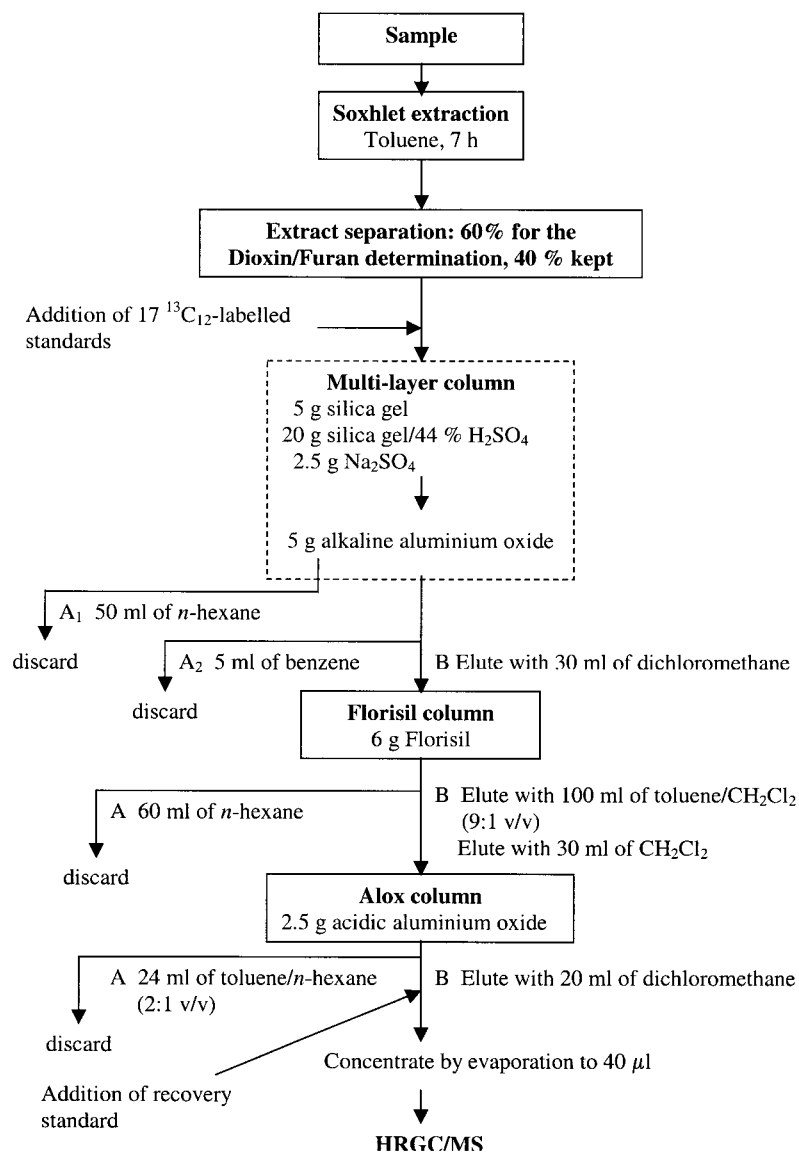 Sample
Soxhlet extraction
Toluene, 7 h
Extract separation: 60% for the
Dioxin/Furan determination, 40 % kept
Addition of 17 ¹³C₁₂-labelled
standards
Multi-layer column
5 g silica gel
20 g silica gel/44 % H₂SO₄
2.5 g Na₂SO₄
5 g alkaline aluminium oxide
A₁ 50 ml of n-hexane
discard
A₂ 5 ml of benzene
B Elute with 30 ml of dichloromethane
discard
Florisil column
6 g Florisil
A 60 ml of n-hexane
B Elute with 100 ml of toluene/CH₂Cl₂
(9:1 v/v)
Elute with 30 ml of CH₂Cl₂
discard
Alox column
2.5 g acidic aluminium oxide
A 24 ml of toluene/n-hexane
(2:1 v/v)
B Elute with 20 ml of dichloromethane
discard
Concentrate by evaporation to 40 μl
Addition of recovery
standard
HRGC/MS